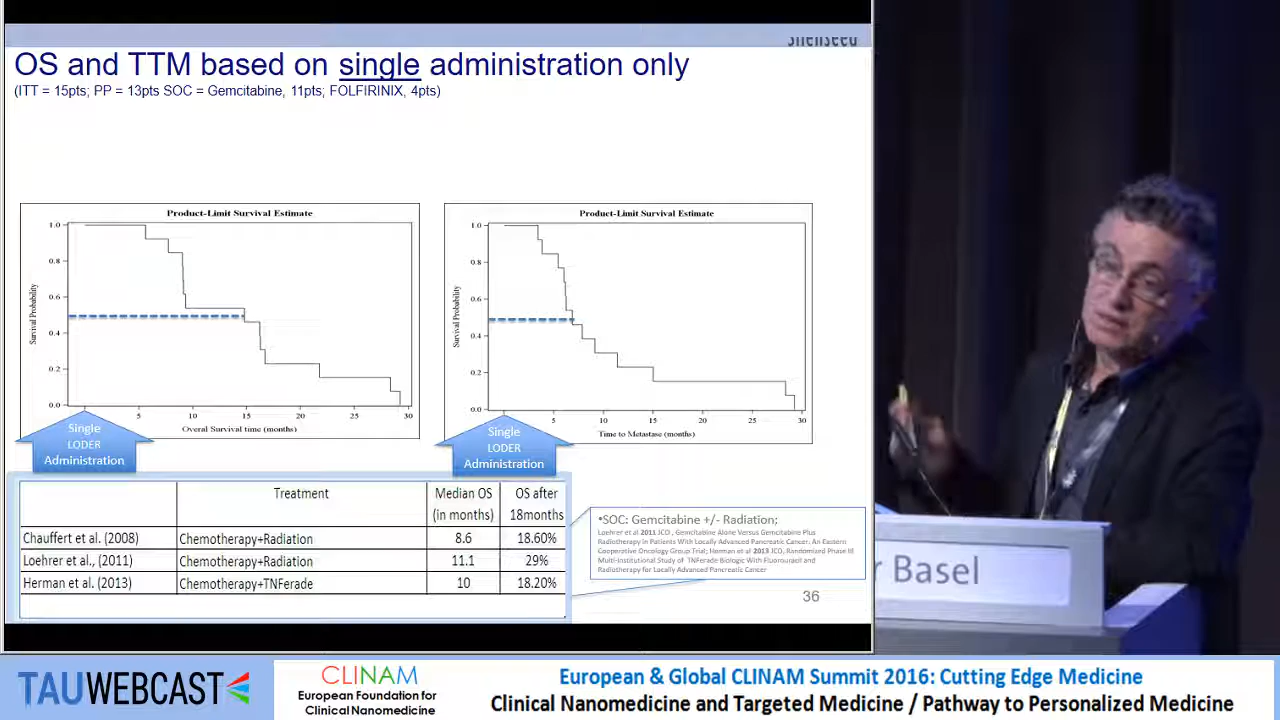 OS and TTM based on single administration only
(ITT = 15pts; PP = 13pts SOC = Gemcitabine, 11pts; FOLFIRINIX, 4pts)
Product-Limit Survival Estimate
1.0
0.8
0.6
0.4
0.2
0.0
Survival Probability
5
10
15
20
25
30
Overal Survival time (months)
Product-Limit Survival Estimate
1.0
0.8
0.6
0.4
0.2
0.0
Survival Probability
5
10
15
20
25
30
Time to Metastase (months)
Single
LODER
Administration
Single
LODER
Administration
Treatment Median OS (in months) OS after 18months
Chauffert et al. (2008) Chemotherapy+Radiation 8.6 18.60%
Loehrer et al., (2011) Chemotherapy+Radiation 11.1 29%
Herman et al. (2013) Chemotherapy+TNFerade 10 18.20%
•SOC: Gemcitabine +/- Radiation;
Loehrer et al 2011 JCO , Gemcitabine Alone Versus Gemcitabine Plus
Radiotherapy in Patients With Locally Advanced Pancreatic Cancer: An Eastern
Cooperative Oncology Group Trial; Herman et al 2013 JCO, Randomized Phase III
Multi-Institutional Study of TNFerade Biologic With Fluorouracil and
Radiotherapy for Locally Advanced Pancreatic Cancer
36
r Basel
TAUWEBCAST
CLINAM
European Foundation for
Clinical Nanomedicine
European & Global CLINAM Summit 2016: Cutting Edge Medicine
Clinical Nanomedicine and Targeted Medicine / Pathway to Personalized Medicine